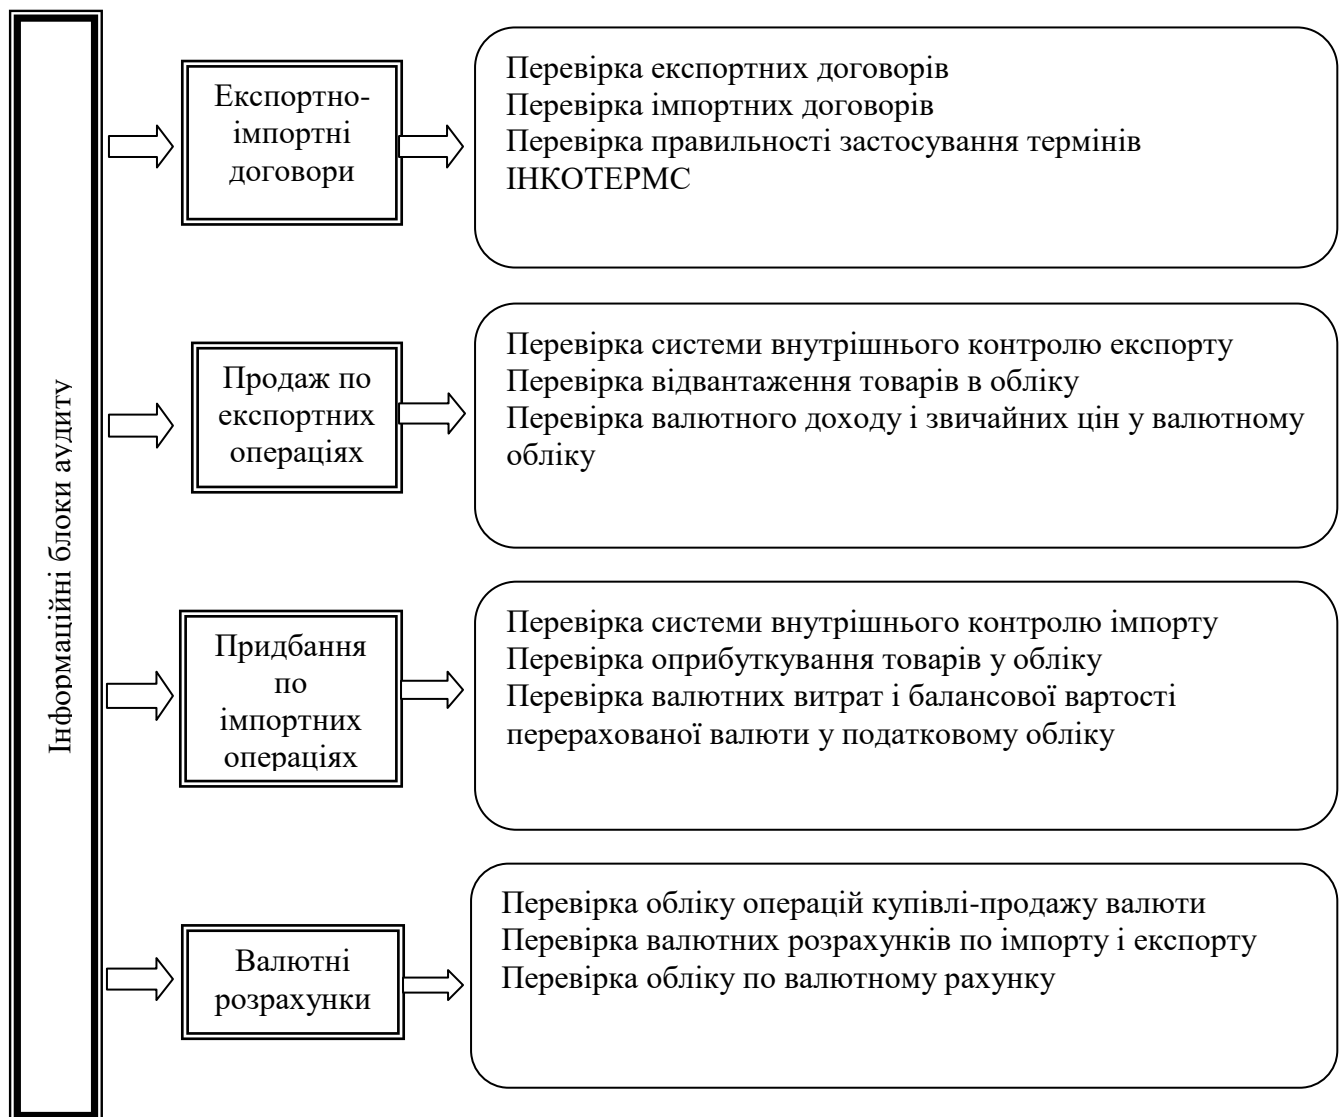 Інформаційні блоки аудиту
Експортно-
імпортні
договори
Перевірка експортних договорів
Перевірка імпортних договорів
Перевірка правильності застосування термінів
ІНКОТЕРМС
Продаж по
експортних
операціях
Перевірка системи внутрішнього контролю експорту
Перевірка відвантаження товарів в обліку
Перевірка валютного доходу і звичайних цін у валютному
обліку
Придбання
по
імпортних
операціях
Перевірка системи внутрішнього контролю імпорту
Перевірка оприбуткування товарів у обліку
Перевірка валютних витрат і балансової вартості
перерахованої валюти у податковому обліку
Валютні
розрахунки
Перевірка обліку операцій купівлі-продажу валюти
Перевірка валютних розрахунків по імпорту і експорту
Перевірка обліку по валютному рахунку